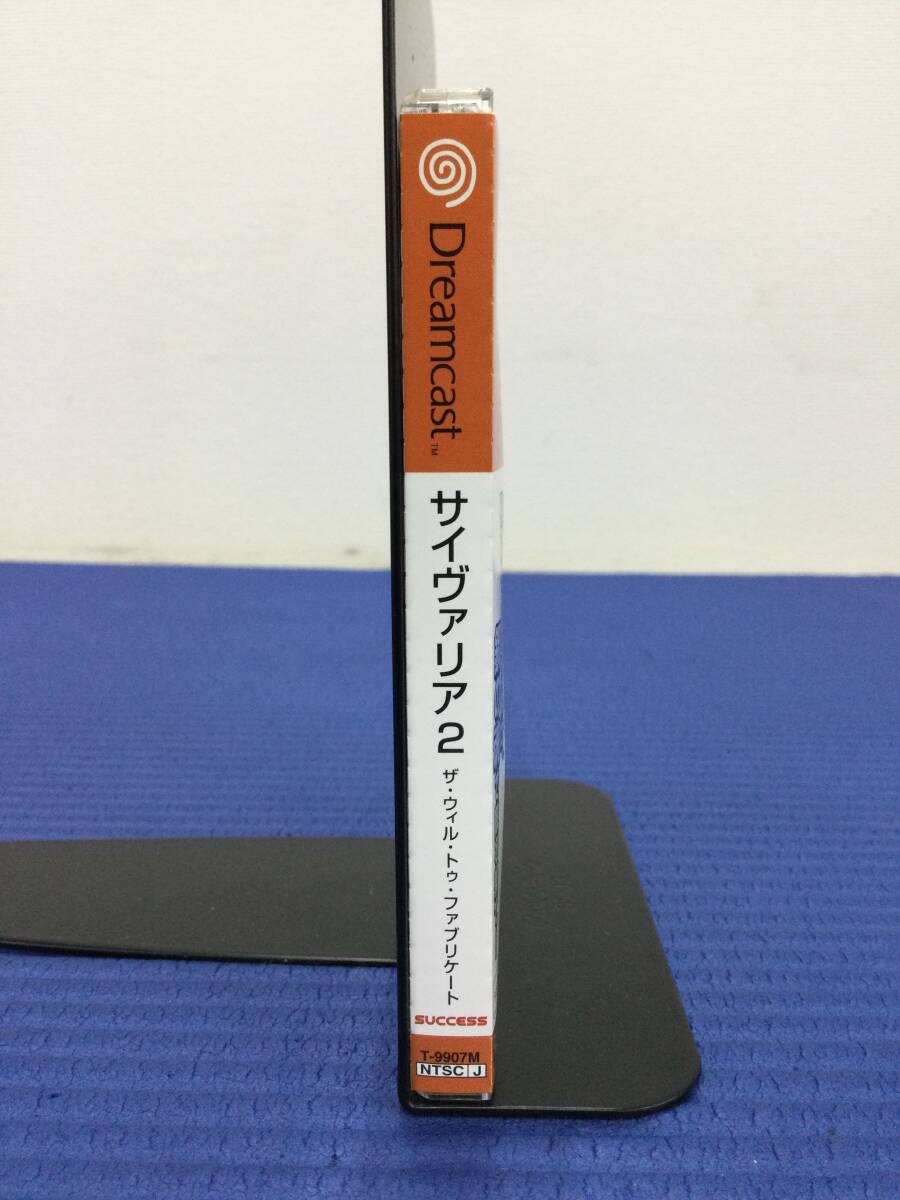 Dreamcast™
サイヴァリア2
ザ・ウィル・トゥ・ファブリケート
SUCCESS
T-9907M
NTSC J